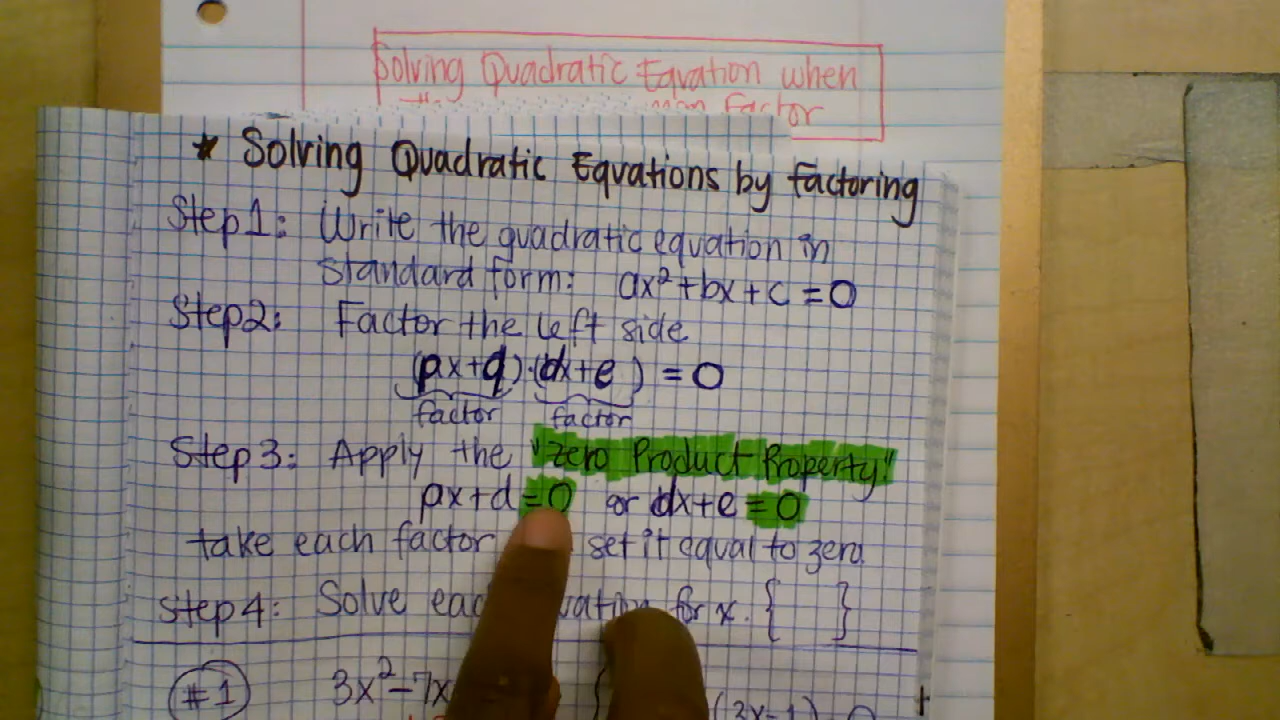 Solving Quadratic Equation when
Factor
* Solving Quadratic Equations by factoring
Step1: Write the quadratic equation in
standard form: ax²+bx+c=0
Step2: Factor the left side
(px+q)·(dx+e)=0
factor factor
Step3: Apply the "Zero Product Property"
px+d=0 or dx+e=0
take each factor set it equal to zero.
Step4: Solve for x. { }
#1 3x²-7x